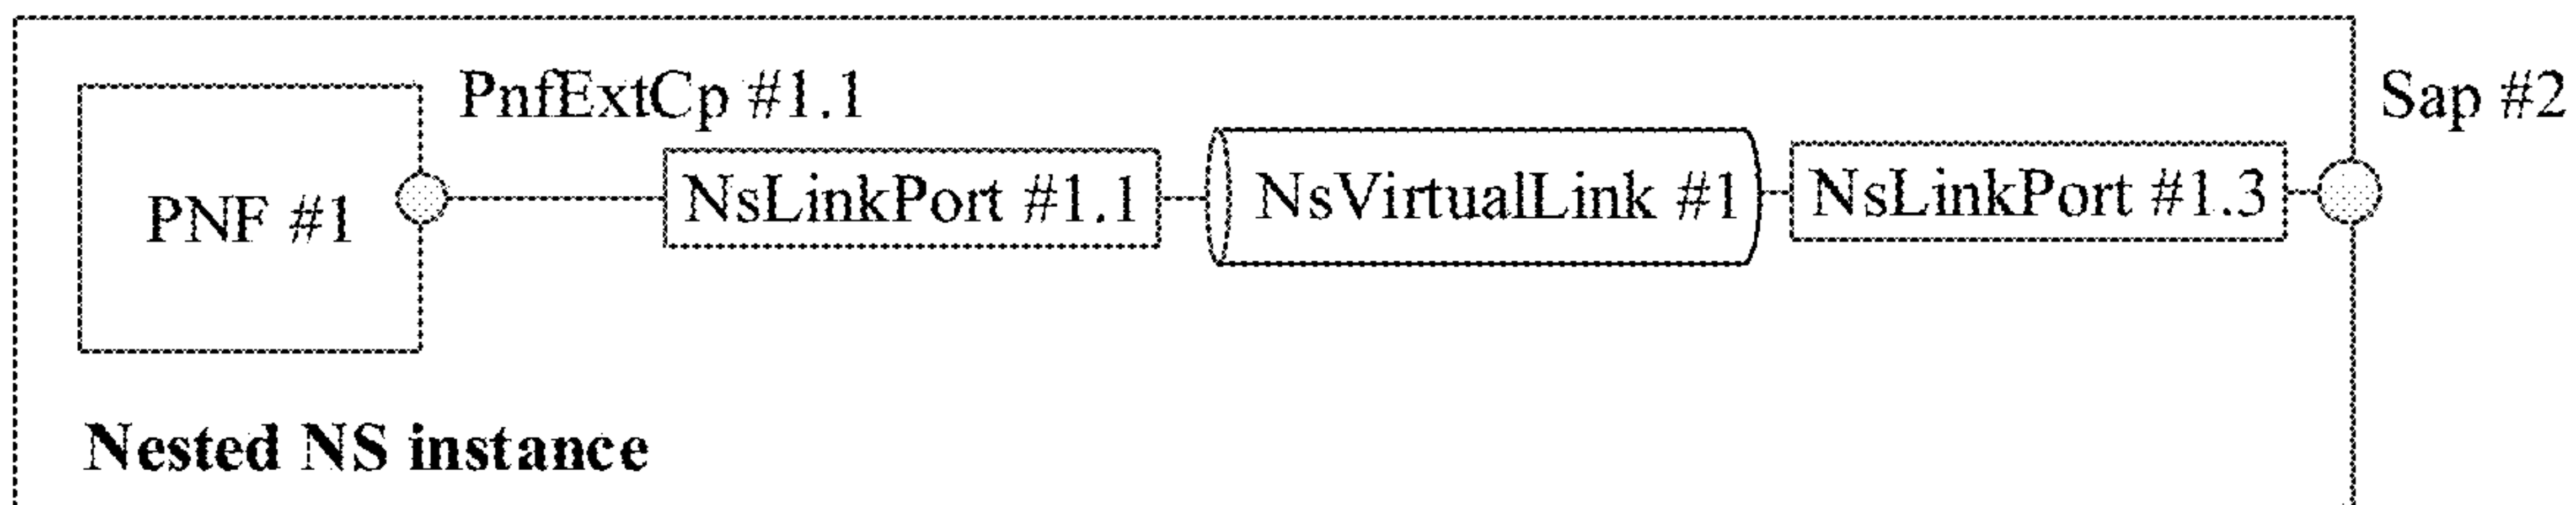 PnfExtCp #1.1
Sap #2
PNF #1
NsLinkPort #1.1
NsVirtualLink #1
NsLinkPort #1.3
Nested NS instance